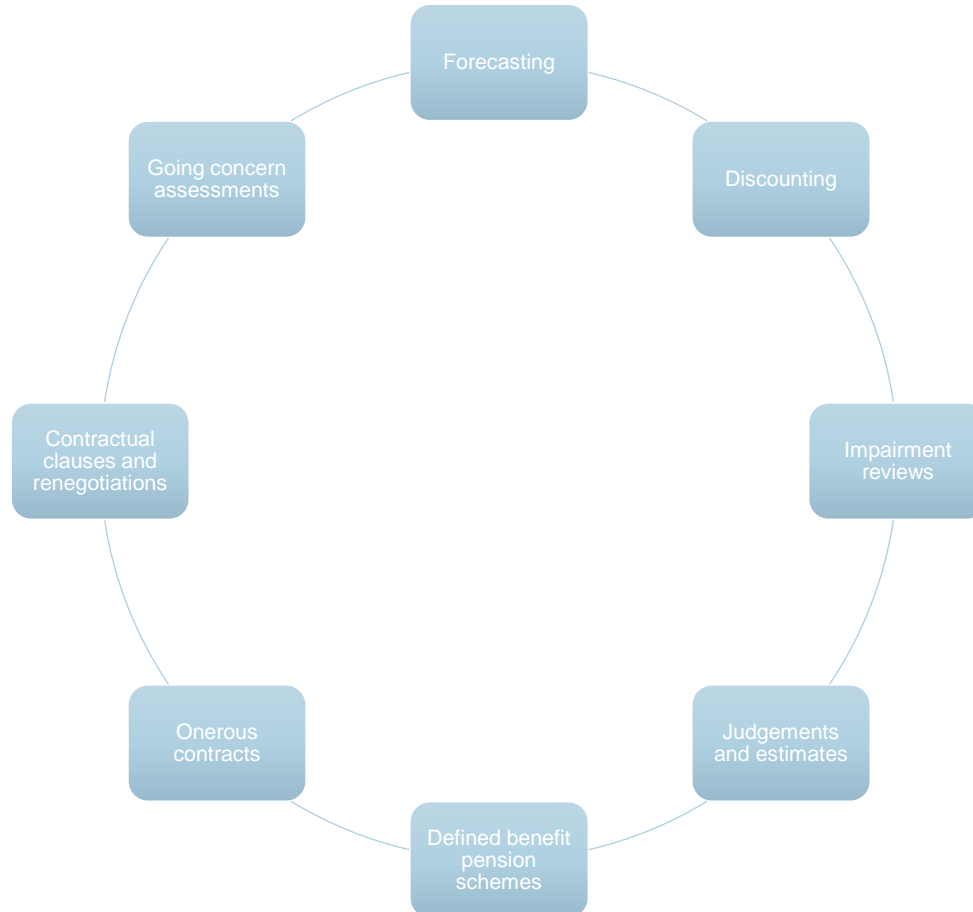 Forecasting
Discounting
Impairment
reviews
Judgements
and estimates
Defined benefit
pension
schemes
Onerous
contracts
Contractual
clauses and
renegotiations
Going concern
assessments